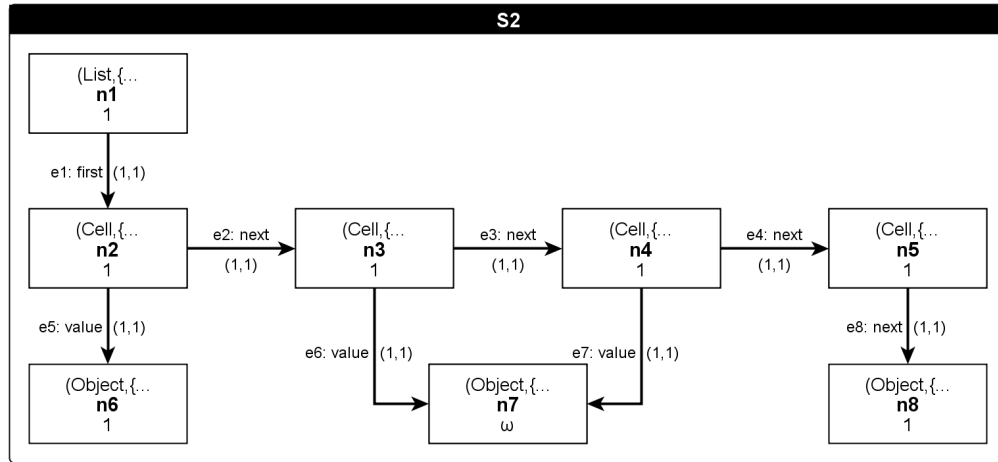 S2
(List,{...
n1
1
e1: first (1,1)
(Cell,{...
n2
1
e2: next
(1,1)
(Cell,{...
n3
1
e3: next
(1,1)
(Cell,{...
n4
1
e4: next
(1,1)
(Cell,{...
n5
1
e5: value (1,1)
e6: value (1,1)
e7: value (1,1)
e8: next (1,1)
(Object,{...
n6
1
(Object,{...
n7
ω
(Object,{...
n8
1